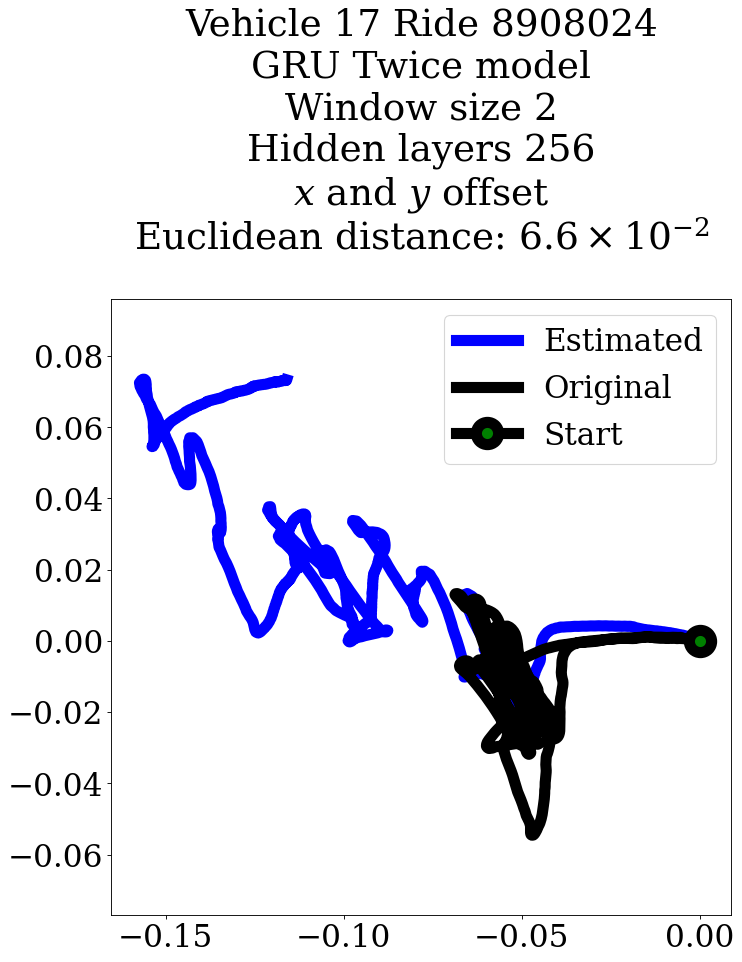 Vehicle 17 Ride 8908024
GRU Twice model
Window size 2
Hidden layers 256
x and y offset
Euclidean distance: 6.6 × 10⁻²
Estimated
Original
Start
0.08
0.06
0.04
0.02
0.00
−0.02
−0.04
−0.06
−0.15 −0.10 −0.05 0.00